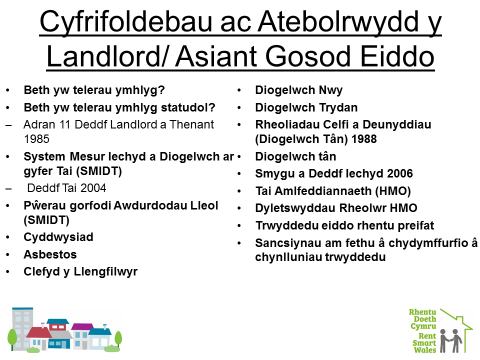 Cyfrifoldebau ac Atebolrwydd y
Landlord/ Asiant Gosod Eiddo
• Beth yw telerau ymhlyg?
• Beth yw telerau ymhlyg statudol?
– Adran 11 Deddf Landlord a Thenant
1985
• System Mesur Iechyd a Diogelwch ar
gyfer Tai (SMIDT)
– Deddf Tai 2004
• Pŵerau gorfodi Awdurdodau Lleol
(SMIDT)
• Cyddwysiad
• Asbestos
• Clefyd y Llengfilwyr
• Diogelwch Nwy
• Diogelwch Trydan
• Rheoliadau Celfi a Deunyddiau
(Diogelwch Tân) 1988
• Diogelwch tân
• Smygu a Deddf Iechyd 2006
• Tai Amlfeddiannaeth (HMO)
• Dyletswyddau Rheolwr HMO
• Trwyddedu eiddo rhentu preifat
• Sancsiynau am fethu â chydymffurfio â
chynlluniau trwyddedu
Rhentu
Doeth
Cymru
Rent
Smart
Wales